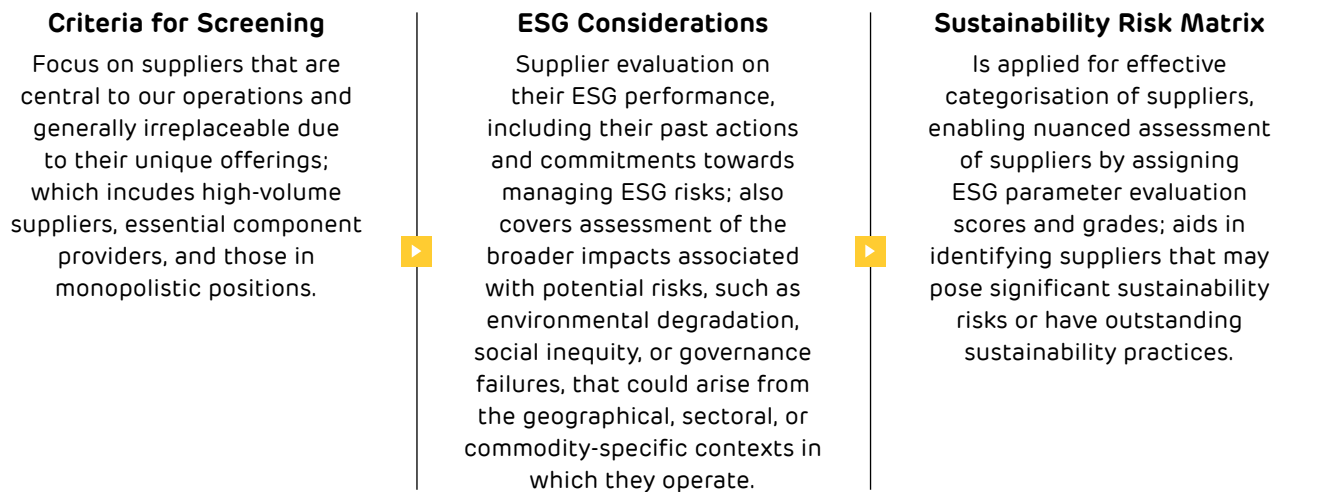 Criteria for Screening
Focus on suppliers that are
central to our operations and
generally irreplaceable due
to their unique offerings;
which incudes high-volume
suppliers, essential component
providers, and those in
monopolistic positions.
ESG Considerations
Supplier evaluation on
their ESG performance,
including their past actions
and commitments towards
managing ESG risks; also
covers assessment of the
broader impacts associated
with potential risks, such as
environmental degradation,
social inequity, or governance
failures, that could arise from
the geographical, sectoral, or
commodity-specific contexts in
which they operate.
Sustainability Risk Matrix
Is applied for effective
categorisation of suppliers,
enabling nuanced assessment
of suppliers by assigning
ESG parameter evaluation
scores and grades; aids in
identifying suppliers that may
pose significant sustainability
risks or have outstanding
sustainability practices.